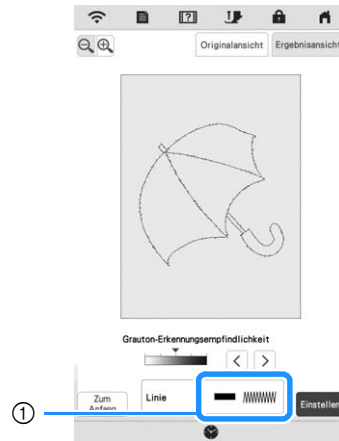 Originalansicht Ergebnisansicht
Grauton-Erkennungsempfindlichkeit
Zum Anfang
Linie
Einstellen
①